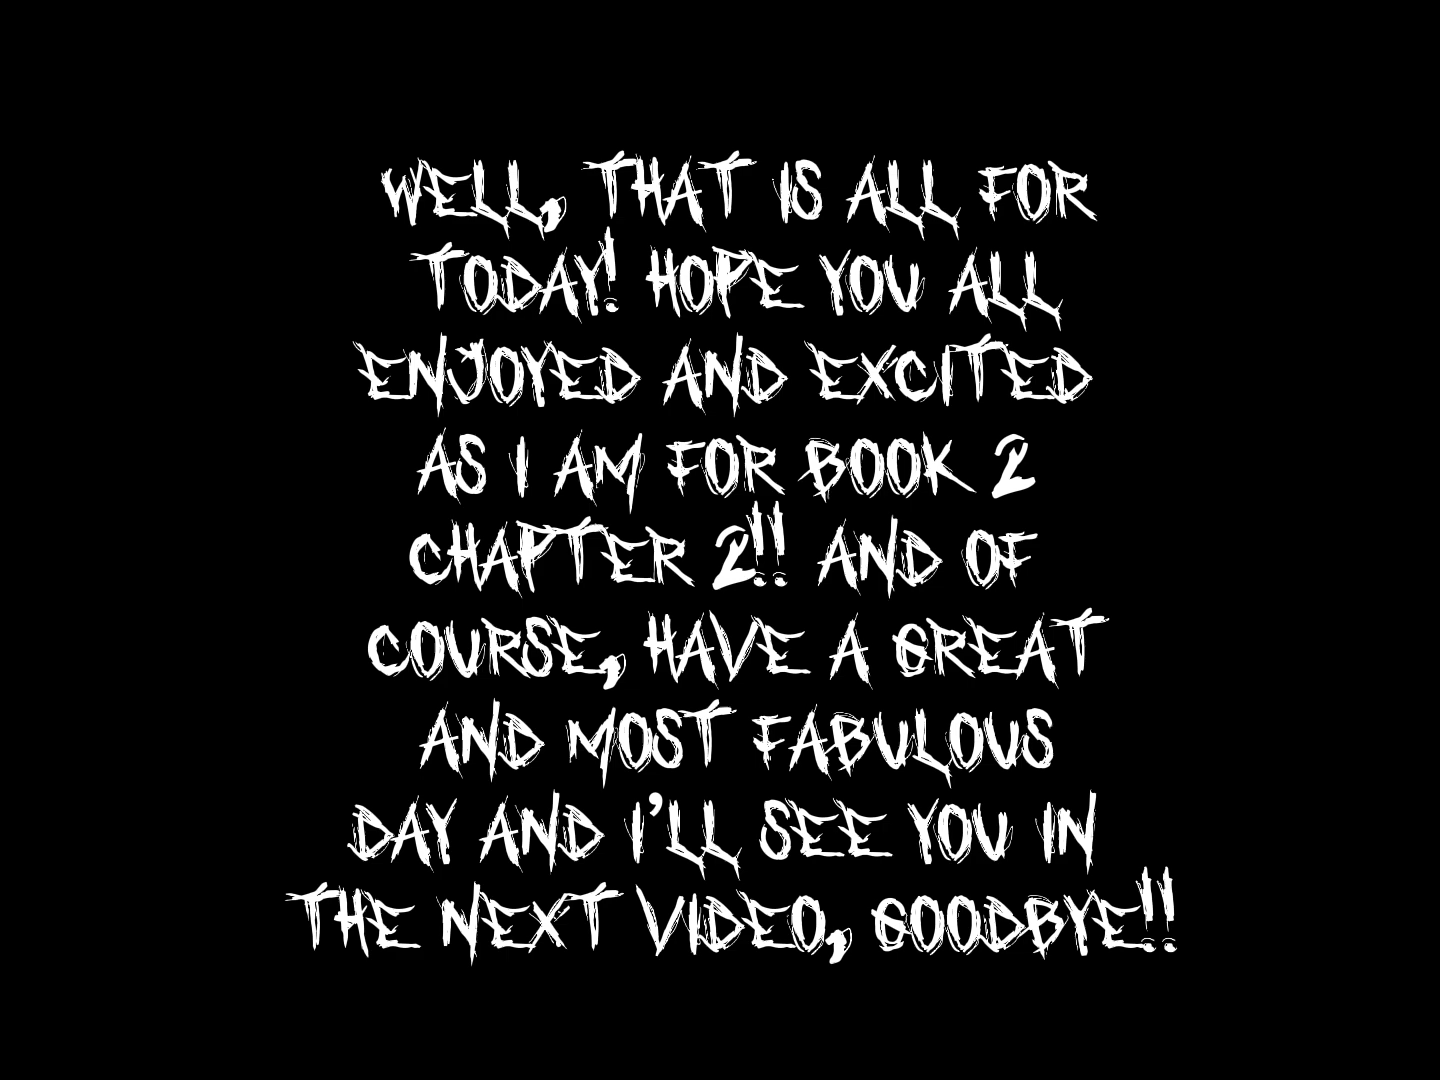 WELL, THAT IS ALL FOR
TODAY! HOPE YOU ALL
ENJOYED AND EXCITED
AS I AM FOR BOOK 2
CHAPTER 2!! AND OF
COURSE, HAVE A GREAT
AND MOST FABULOUS
DAY AND I'LL SEE YOU IN
THE NEXT VIDEO, GOODBYE!!